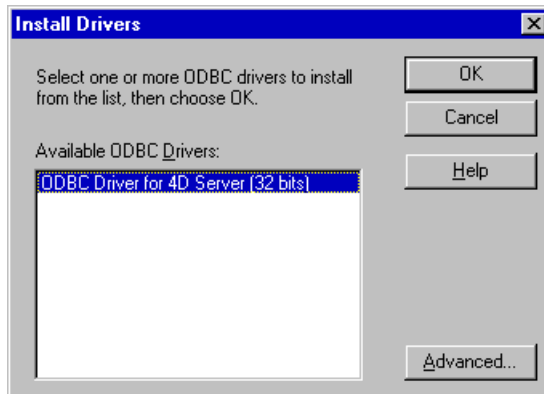 Install Drivers
Select one or more ODBC drivers to install
from the list, then choose OK.
Available ODBC Drivers:
ODBC Driver for 4D Server (32 bits)
OK
Cancel
Help
Advanced...